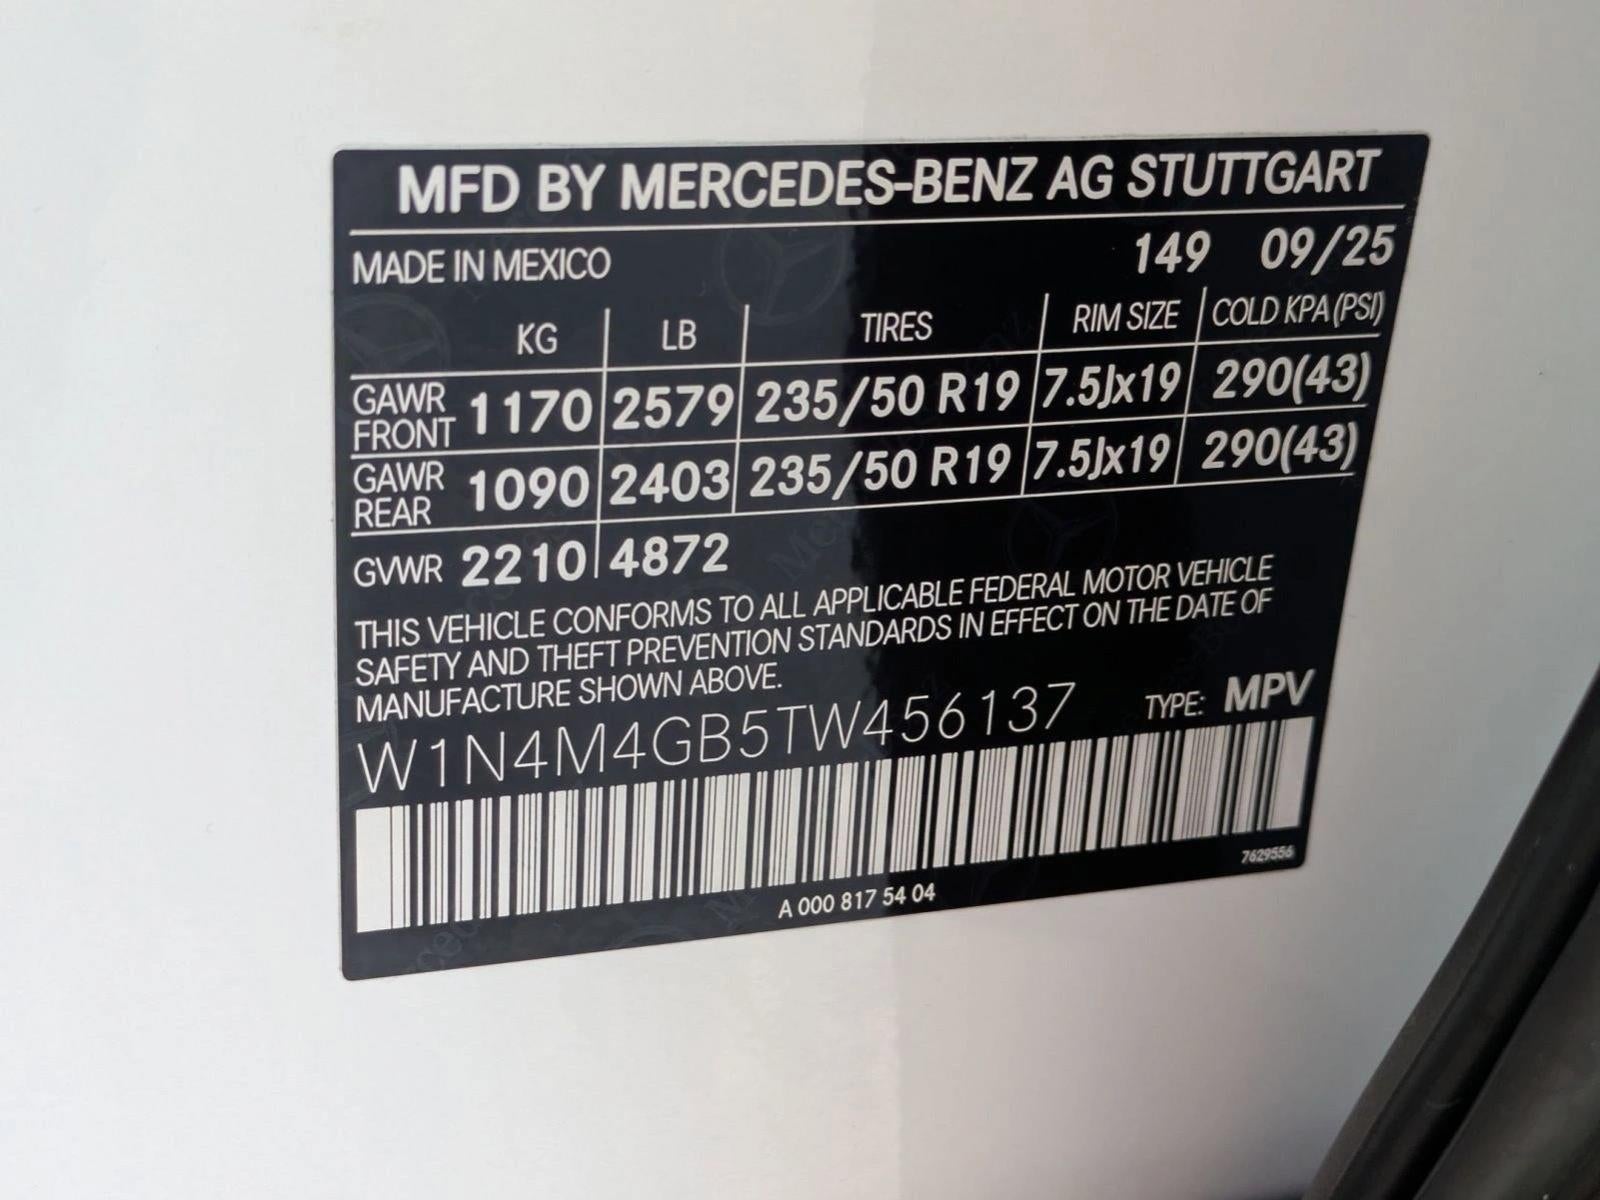 MFD BY MERCEDES-BENZ AG STUTTGART
MADE IN MEXICO 149 09/25
KG LB TIRES RIM SIZE COLD KPA (PSI)
GAWR FRONT 1170 2579 235/50 R19 7.5Jx19 290(43)
GAWR REAR 1090 2403 235/50 R19 7.5Jx19 290(43)
GVWR 2210 4872
THIS VEHICLE CONFORMS TO ALL APPLICABLE FEDERAL MOTOR VEHICLE
SAFETY AND THEFT PREVENTION STANDARDS IN EFFECT ON THE DATE OF
MANUFACTURE SHOWN ABOVE.
W1N4M4GB5TW456137 TYPE: MPV
7629556
A 000 817 54 04